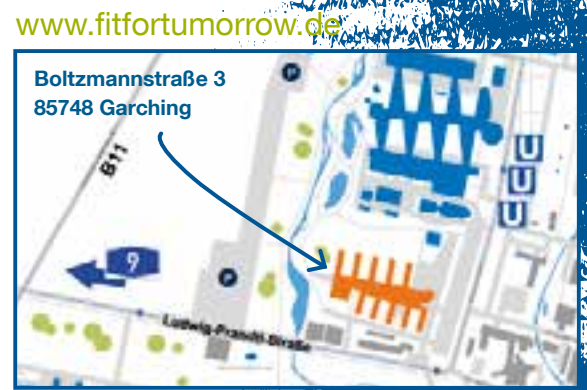 www.fitfortumorrow.de
Boltzmannstraße 3
85748 Garching
P
B11
U
U
U
9
P
Ludwig-Prandtl-Straße